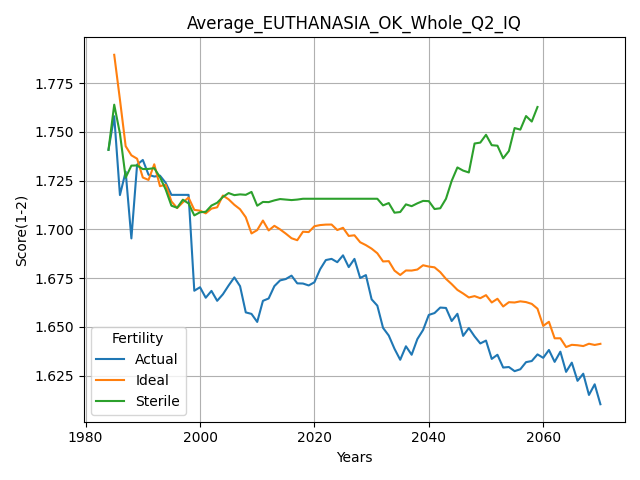 Average_EUTHANASIA_OK_Whole_Q2_IQ
Score(1-2)
1.775
1.750
1.725
1.700
1.675
1.650
1.625
Fertility
Actual
Ideal
Sterile
1980 2000 2020 2040 2060
Years